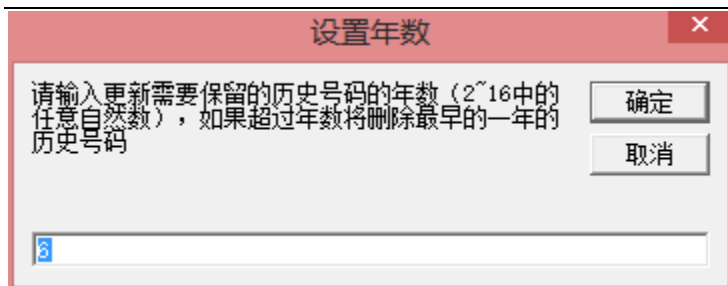 设置年数
请输入更新需要保留的历史号码的年数（2~16中的
任意自然数），如果超过年数将删除最早的一年的
历史号码
确定
取消
6